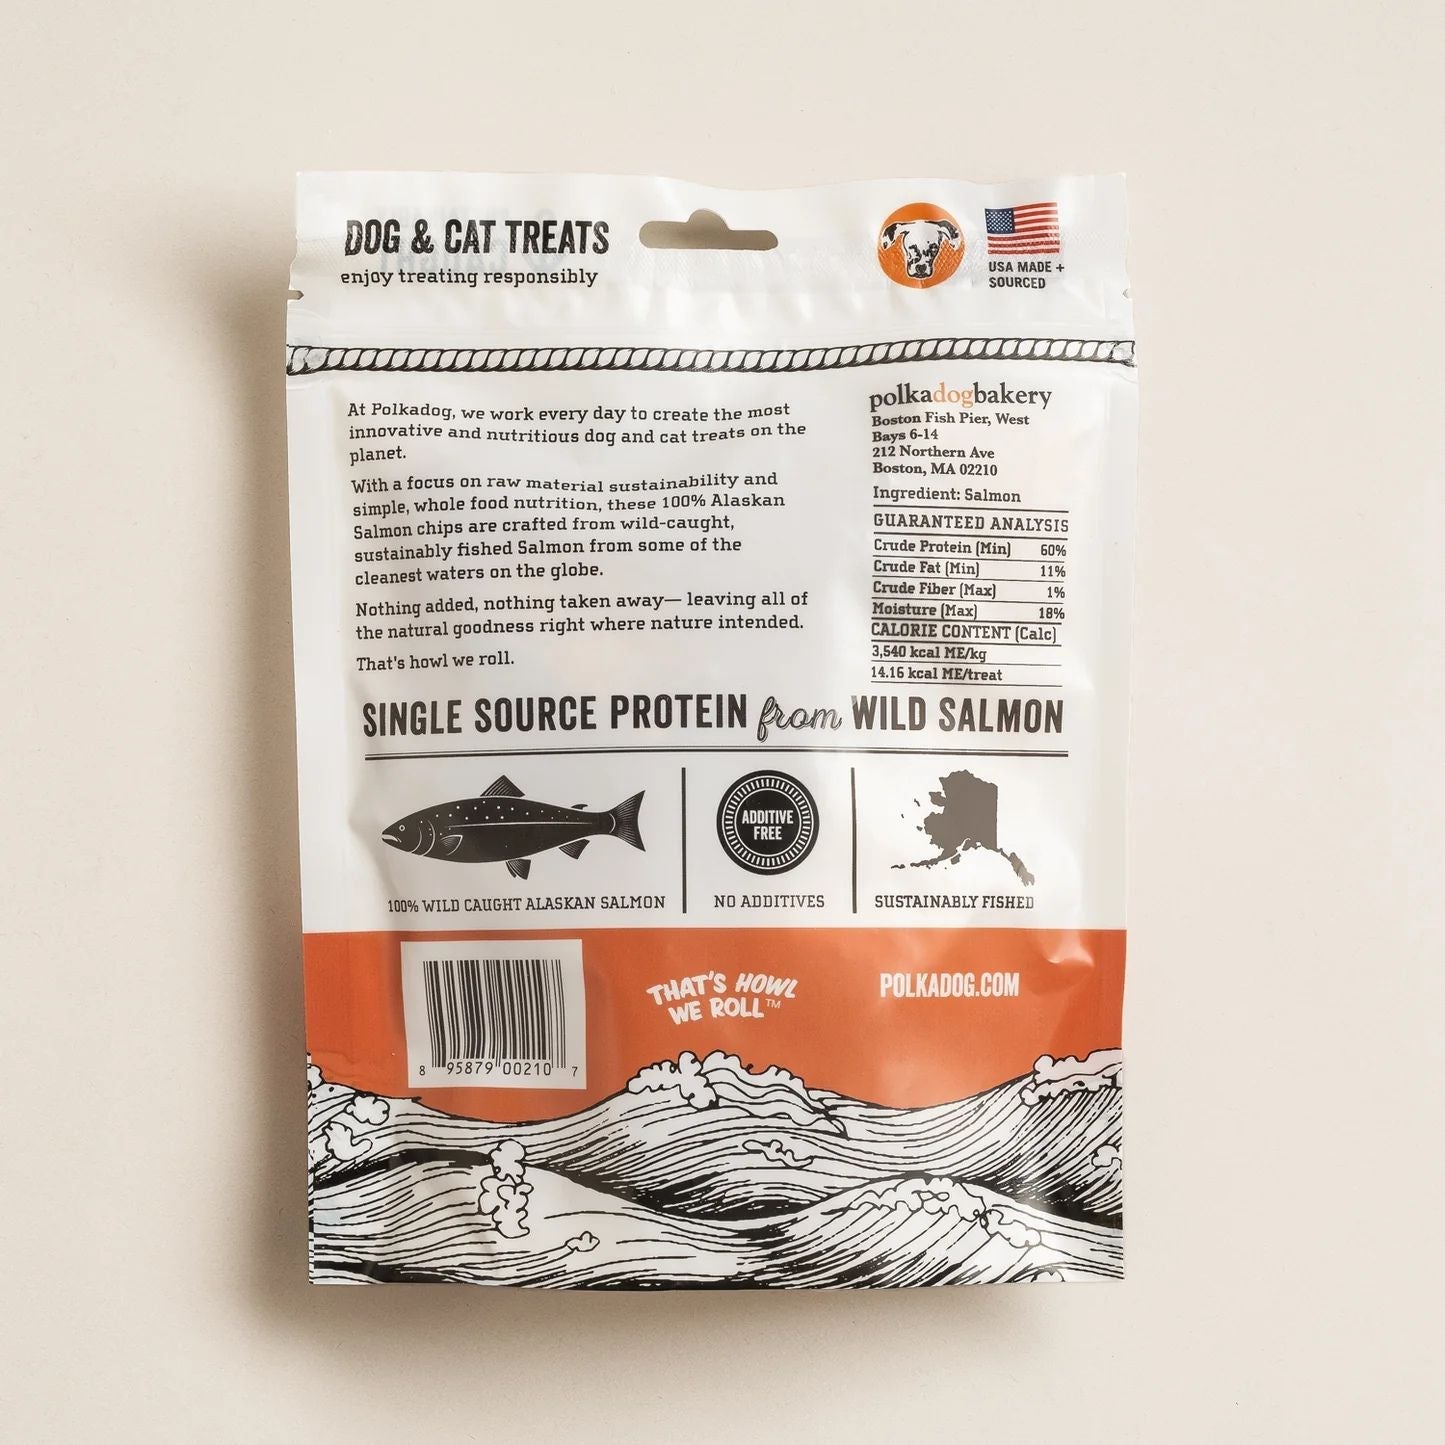 DOG & CAT TREATS
enjoy treating responsibly
USA MADE +
SOURCED
At Polkadog, we work every day to create the most
innovative and nutritious dog and cat treats on the
planet.
With a focus on raw material sustainability and
simple, whole food nutrition, these 100% Alaskan
Salmon chips are crafted from wild-caught,
sustainably fished Salmon from some of the
cleanest waters on the globe.
Nothing added, nothing taken away— leaving all of
the natural goodness right where nature intended.
That's howl we roll.
polkadogbakery
Boston Fish Pier, West
Bays 6-14
212 Northern Ave
Boston, MA 02210
Ingredient: Salmon
GUARANTEED ANALYSIS
Crude Protein (Min) 60%
Crude Fat (Min) 11%
Crude Fiber (Max) 1%
Moisture (Max) 18%
CALORIE CONTENT (Calc)
3,540 kcal ME/kg
14.16 kcal ME/treat
SINGLE SOURCE PROTEIN from WILD SALMON
ADDITIVE
FREE
100% WILD CAUGHT ALASKAN SALMON
NO ADDITIVES
SUSTAINABLY FISHED
8 95879 00210 7
THAT'S HOWL
WE ROLL™
POLKADOG.COM